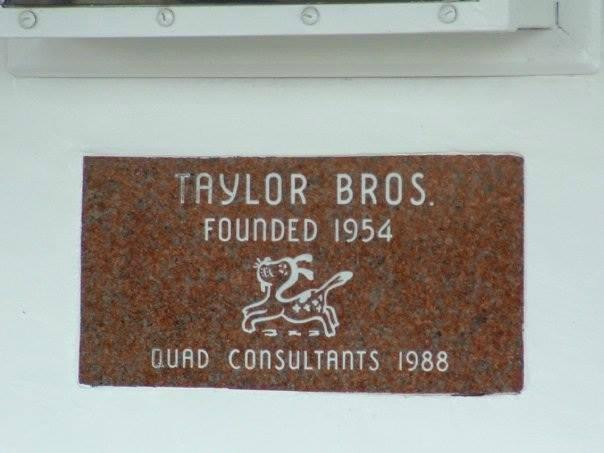 TAYLOR BROS.
FOUNDED 1954
QUAD CONSULTANTS 1988